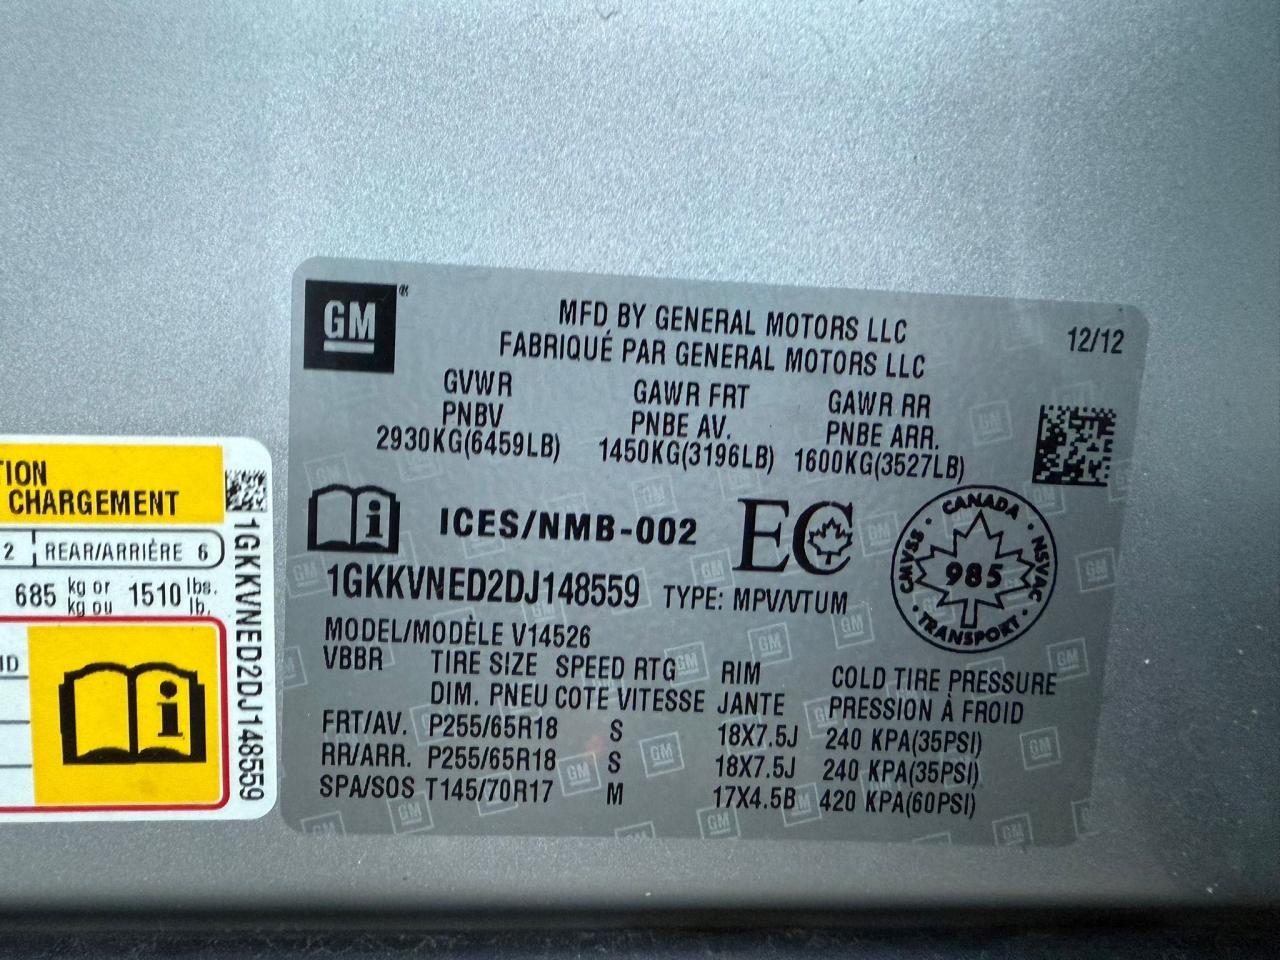 GM®
MFD BY GENERAL MOTORS LLC
FABRIQUÉ PAR GENERAL MOTORS LLC
12/12
GVWR GAWR FRT GAWR RR
PNBV PNBE AV. PNBE ARR.
2930KG(6459LB) 1450KG(3196LB) 1600KG(3527LB)
i ICES/NMB-002 EC
CANADA
CMVSS 985 NSVAC
TRANSPORT
1GKKVNED2DJ148559 TYPE: MPV/VTUM
MODEL/MODÈLE V14526
VBBR TIRE SIZE SPEED RTG RIM COLD TIRE PRESSURE
DIM. PNEU COTE VITESSE JANTE PRESSION À FROID
FRT/AV. P255/65R18 S 18X7.5J 240 KPA(35PSI)
RR/ARR. P255/65R18 S 18X7.5J 240 KPA(35PSI)
SPA/SOS T145/70R17 M 17X4.5B 420 KPA(60PSI)
TION
CHARGEMENT
2 REAR/ARRIÈRE 6
685 kg or 1510 lbs.
kg ou lb.
ID
i
1GKKVNED2DJ148559